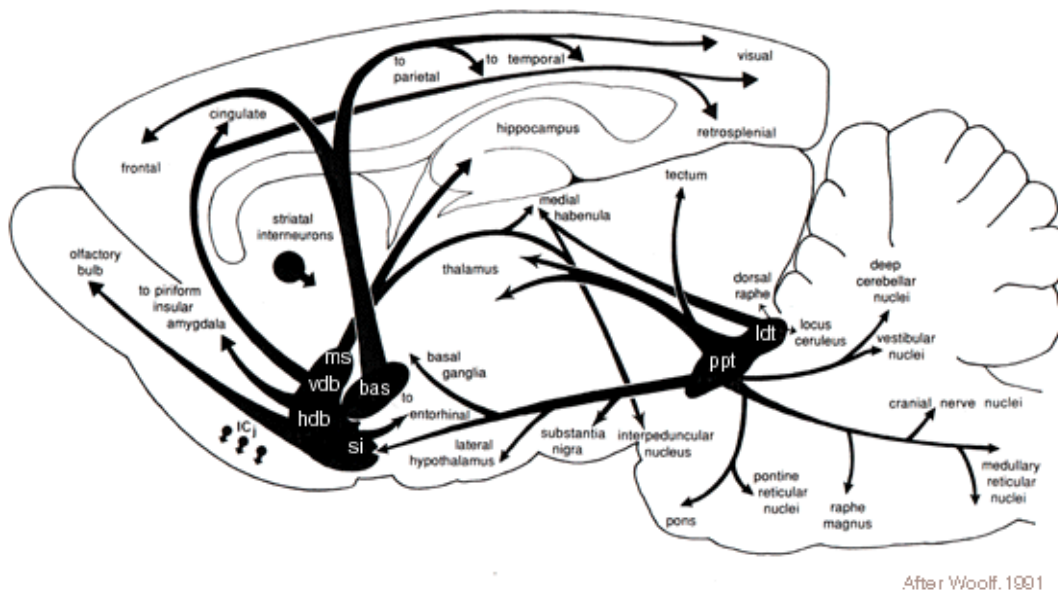 to
parietal
to temporal
visual
cingulate
hippocampus
retrosplenial
frontal
tectum
medial
habenula
striatal
interneurons
olfactory
bulb
thalamus
deep
cerebellar
nuclei
dorsal
raphe
to piriform
insular
amygdala
ldt
locus
ceruleus
vestibular
nuclei
ms
vdb
bas
basal
ganglia
ppt
hdb
to
entorhinal
cranial nerve nuclei
ICj
si
lateral
hypothalamus
substantia
nigra
interpeduncular
nucleus
medullary
reticular
nuclei
pontine
reticular
nuclei
raphe
magnus
pons
After Woolf.1991